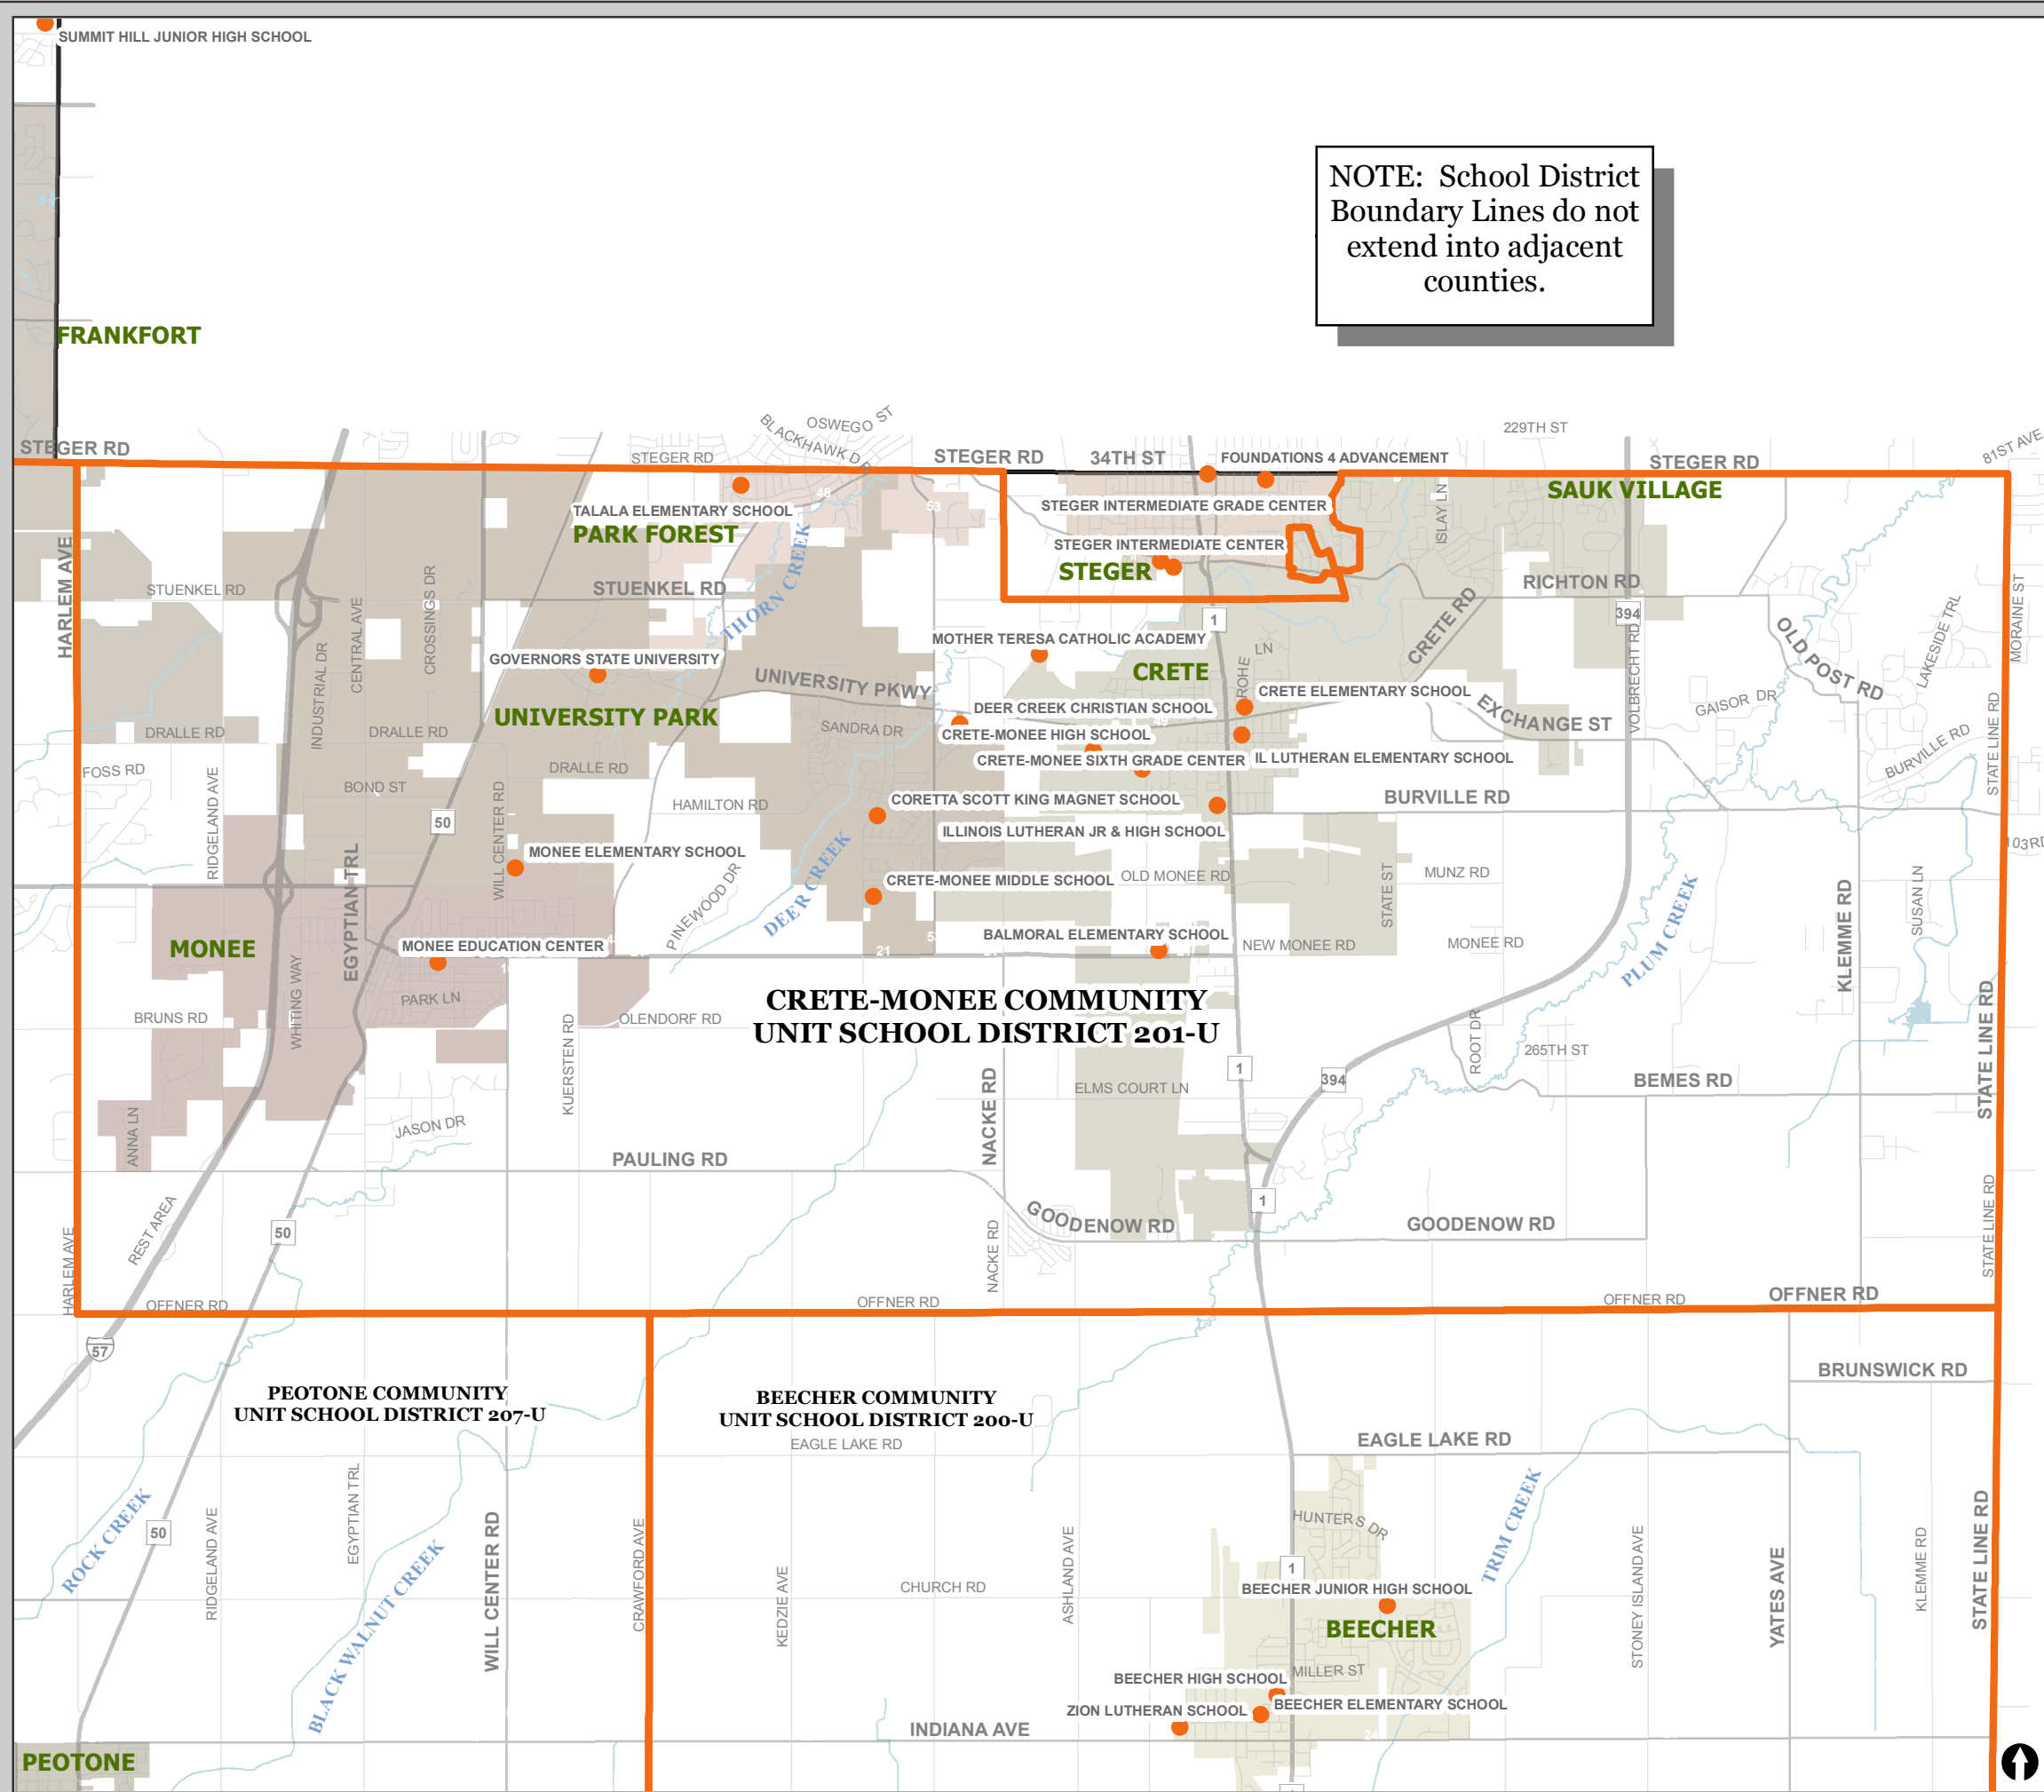 SUMMIT HILL JUNIOR HIGH SCHOOL
NOTE: School District
Boundary Lines do not
extend into adjacent
counties.
FRANKFORT
OSWEGO ST
BLACKHAWK DR
229TH ST
81ST AVE
STEGER RD
STEGER RD
STEGER RD
34TH ST
FOUNDATIONS 4 ADVANCEMENT
STEGER RD
SAUK VILLAGE
48
53
TALALA ELEMENTARY SCHOOL
PARK FOREST
STEGER INTERMEDIATE GRADE CENTER
ISLAY LN
STEGER INTERMEDIATE CENTER
STEGER
HARLEM AVE
STUENKEL RD
CENTRAL AVE
CROSSINGS DR
STUENKEL RD
THORN CREEK
RICHTON RD
1
394
CRETE RD
VOLBRECHT RD
OLD POST RD
LAKESIDE TRL
MORAINE ST
MOTHER TERESA CATHOLIC ACADEMY
ROHE LN
CRETE
GOVERNORS STATE UNIVERSITY
INDUSTRIAL DR
UNIVERSITY PKWY
UNIVERSITY PARK
CRETE ELEMENTARY SCHOOL
EXCHANGE ST
GAISOR DR
DEER CREEK CHRISTIAN SCHOOL
49
DRALLE RD
DRALLE RD
SANDRA DR
CRETE-MONEE HIGH SCHOOL
STATE LINE RD
BURVILLE RD
FOSS RD
DRALLE RD
CRETE-MONEE SIXTH GRADE CENTER
IL LUTHERAN ELEMENTARY SCHOOL
RIDGELAND AVE
BOND ST
WILL CENTER RD
HAMILTON RD
CORETTA SCOTT KING MAGNET SCHOOL
BURVILLE RD
50
ILLINOIS LUTHERAN JR & HIGH SCHOOL
103RD
EGYPTIAN TRL
MONEE ELEMENTARY SCHOOL
DEER CREEK
PINEWOOD DR
CRETE-MONEE MIDDLE SCHOOL
OLD MONEE RD
STATE ST
MUNZ RD
PLUM CREEK
KLEMME RD
SUSAN LN
MONEE
MONEE EDUCATION CENTER
21
BALMORAL ELEMENTARY SCHOOL
NEW MONEE RD
MONEE RD
WHITING WAY
PARK LN
CRETE-MONEE COMMUNITY
UNIT SCHOOL DISTRICT 201-U
BRUNS RD
OLENDORF RD
KUERSTEN RD
NACKE RD
1
394
ELMS COURT LN
ROOT DR
265TH ST
BEMES RD
STATE LINE RD
ANNA LN
JASON DR
PAULING RD
REST AREA
50
HARLEM AVE
NACKE RD
GOODENOW RD
1
GOODENOW RD
STATE LINE RD
OFFNER RD
OFFNER RD
OFFNER RD
OFFNER RD
57
PEOTONE COMMUNITY
UNIT SCHOOL DISTRICT 207-U
BEECHER COMMUNITY
UNIT SCHOOL DISTRICT 200-U
BRUNSWICK RD
EAGLE LAKE RD
EAGLE LAKE RD
ROCK CREEK
50
RIDGELAND AVE
EGYPTIAN TRL
BLACK WALNUT CREEK
WILL CENTER RD
CRAWFORD AVE
KEDZIE AVE
CHURCH RD
ASHLAND AVE
HUNTERS DR
1
TRIM CREEK
BEECHER JUNIOR HIGH SCHOOL
BEECHER
STONEY ISLAND AVE
YATES AVE
KLEMME RD
STATE LINE RD
MILLER ST
BEECHER HIGH SCHOOL
BEECHER ELEMENTARY SCHOOL
ZION LUTHERAN SCHOOL
INDIANA AVE
24
PEOTONE